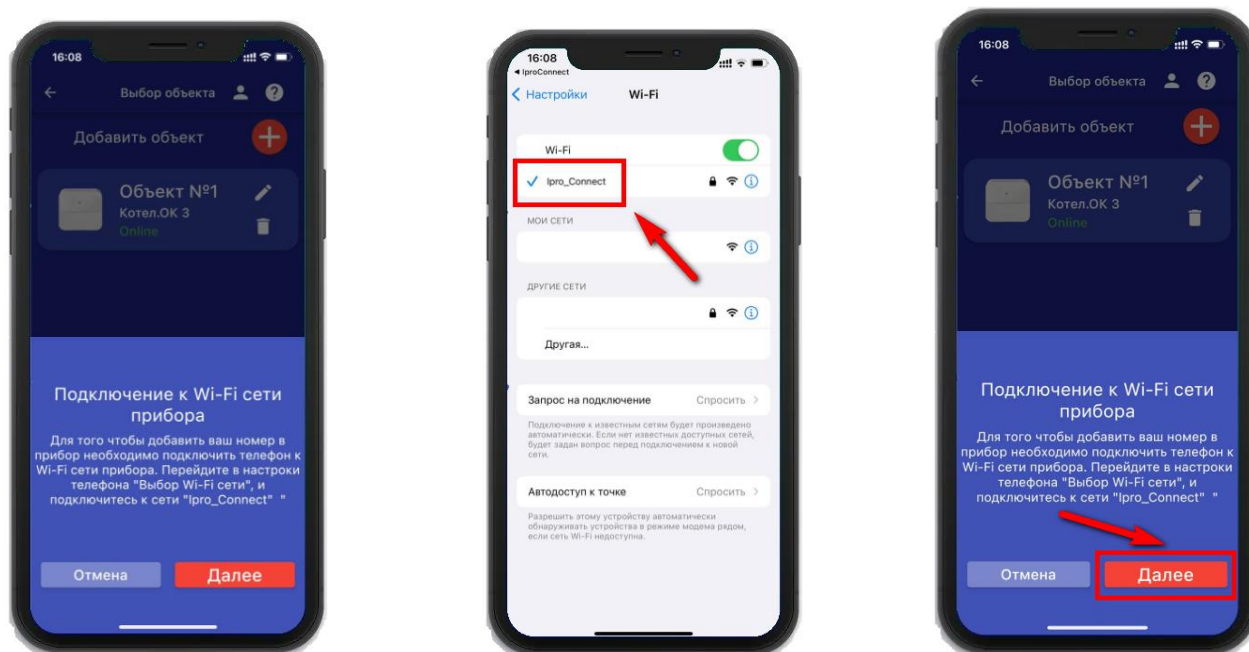 16:08
Выбор объекта
Добавить объект
Объект №1
Котел.ОК 3
Online
Подключение к Wi-Fi сети
прибора
Для того чтобы добавить ваш номер в
прибор необходимо подключить телефон к
Wi-Fi сети прибора. Перейдите в настроки
телефона "Выбор Wi-Fi сети", и
подключитесь к сети "Ipro_Connect" "
Отмена
Далее
16:08
IproConnect
Настройки
Wi-Fi
Wi-Fi
Ipro_Connect
МОИ СЕТИ
ДРУГИЕ СЕТИ
Другая...
Запрос на подключение
Спросить
Подключение к известным сетям будет произведено
автоматически. Если нет известных доступных сетей,
будет задан вопрос перед подключением к новой
сети.
Автодоступ к точке
Спросить
Разрешить этому устройству автоматически
обнаруживать устройства в режиме модема рядом,
если сеть Wi-Fi недоступна.
16:08
Выбор объекта
Добавить объект
Объект №1
Котел.ОК 3
Online
Подключение к Wi-Fi сети
прибора
Для того чтобы добавить ваш номер в
прибор необходимо подключить телефон к
Wi-Fi сети прибора. Перейдите в настроки
телефона "Выбор Wi-Fi сети", и
подключитесь к сети "Ipro_Connect" "
Отмена
Далее